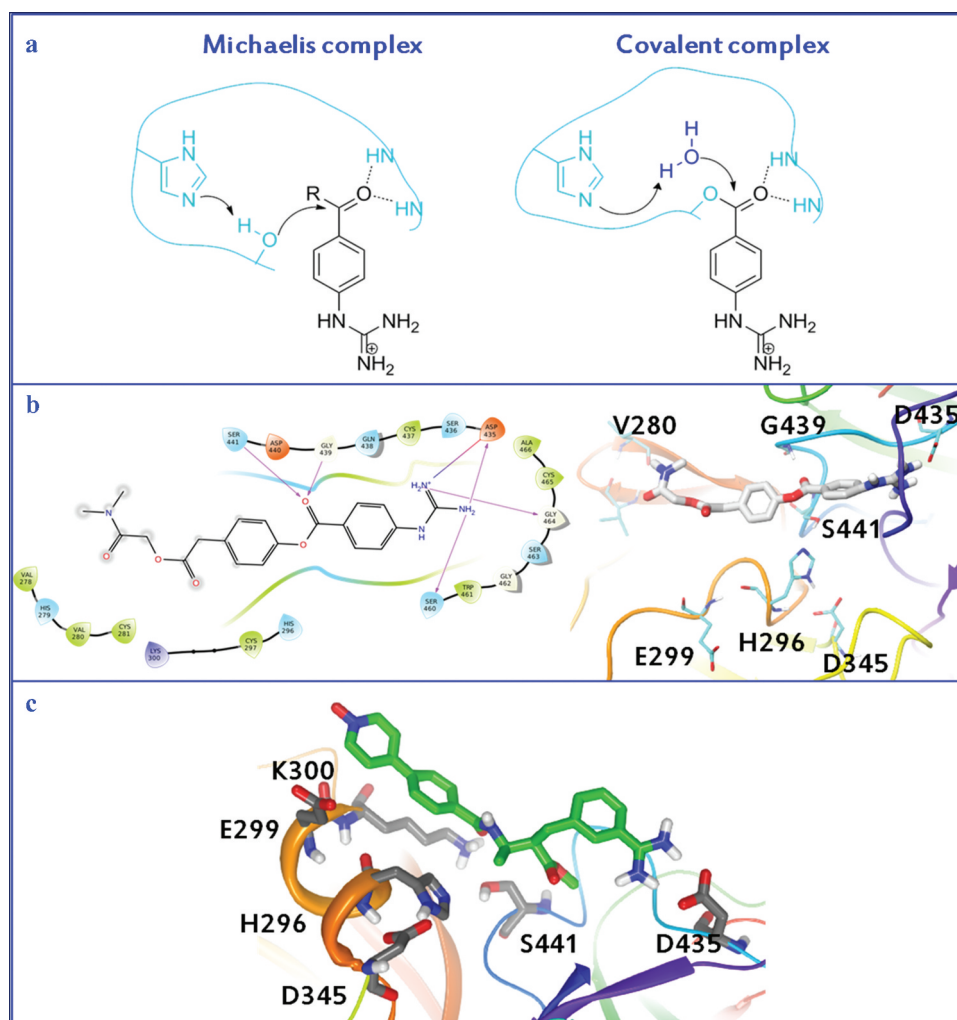 a
Michaelis complex
Covalent complex
H
N
N
H
O
R
O
HN
HN
HN
NH2
⊕
NH2
H
N
N
H
H
O
O
O
HN
HN
HN
NH2
⊕
NH2
b
SER 441
ASP 440
GLY 439
GLN 438
CYS 437
SER 436
ASP 435
ALA 466
CYS 465
GLY 464
SER 463
GLY 462
TRP 461
SER 460
N
O
O
O
O
O
H2N+
NH2
N
H
VAL 278
HIS 279
VAL 280
CYS 281
LYS 300
CYS 297
HIS 296
V280
G439
D435
S441
E299
H296
D345
c
K300
E299
H296
S441
D435
D345